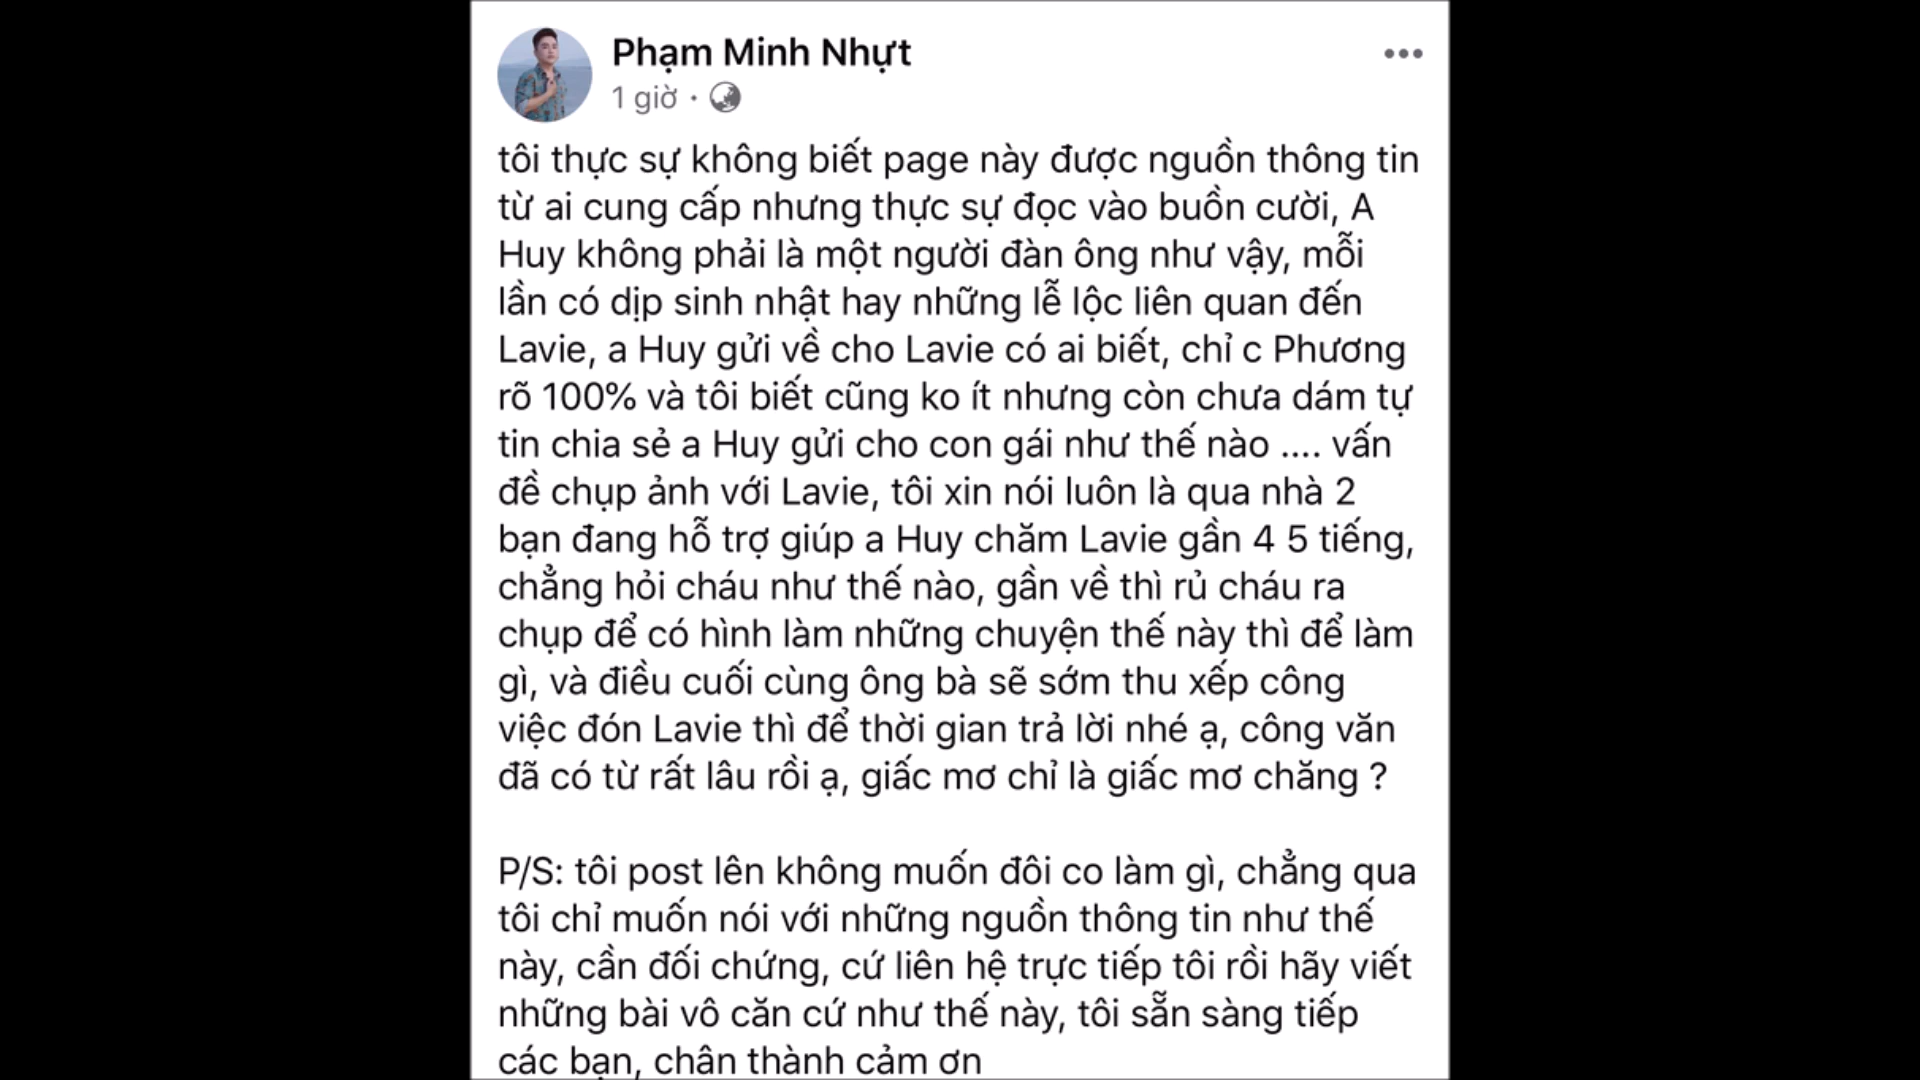 Phạm Minh Nhựt
1 giờ ·
tôi thực sự không biết page này được nguồn thông tin
từ ai cung cấp nhưng thực sự đọc vào buồn cười, A
Huy không phải là một người đàn ông như vậy, mỗi
lần có dịp sinh nhật hay những lễ lộc liên quan đến
Lavie, a Huy gửi về cho Lavie có ai biết, chỉ c Phương
rõ 100% và tôi biết cũng ko ít nhưng còn chưa dám tự
tin chia sẻ a Huy gửi cho con gái như thế nào .... vấn
đề chụp ảnh với Lavie, tôi xin nói luôn là qua nhà 2
bạn đang hỗ trợ giúp a Huy chăm Lavie gần 4 5 tiếng,
chẳng hỏi cháu như thế nào, gần về thì rủ cháu ra
chụp để có hình làm những chuyện thế này thì để làm
gì, và điều cuối cùng ông bà sẽ sớm thu xếp công
việc đón Lavie thì để thời gian trả lời nhé ạ, công văn
đã có từ rất lâu rồi ạ, giấc mơ chỉ là giấc mơ chăng ?
P/S: tôi post lên không muốn đôi co làm gì, chẳng qua
tôi chỉ muốn nói với những nguồn thông tin như thế
này, cần đối chứng, cứ liên hệ trực tiếp tôi rồi hãy viết
những bài vô căn cứ như thế này, tôi sẵn sàng tiếp
các bạn, chân thành cảm ơn